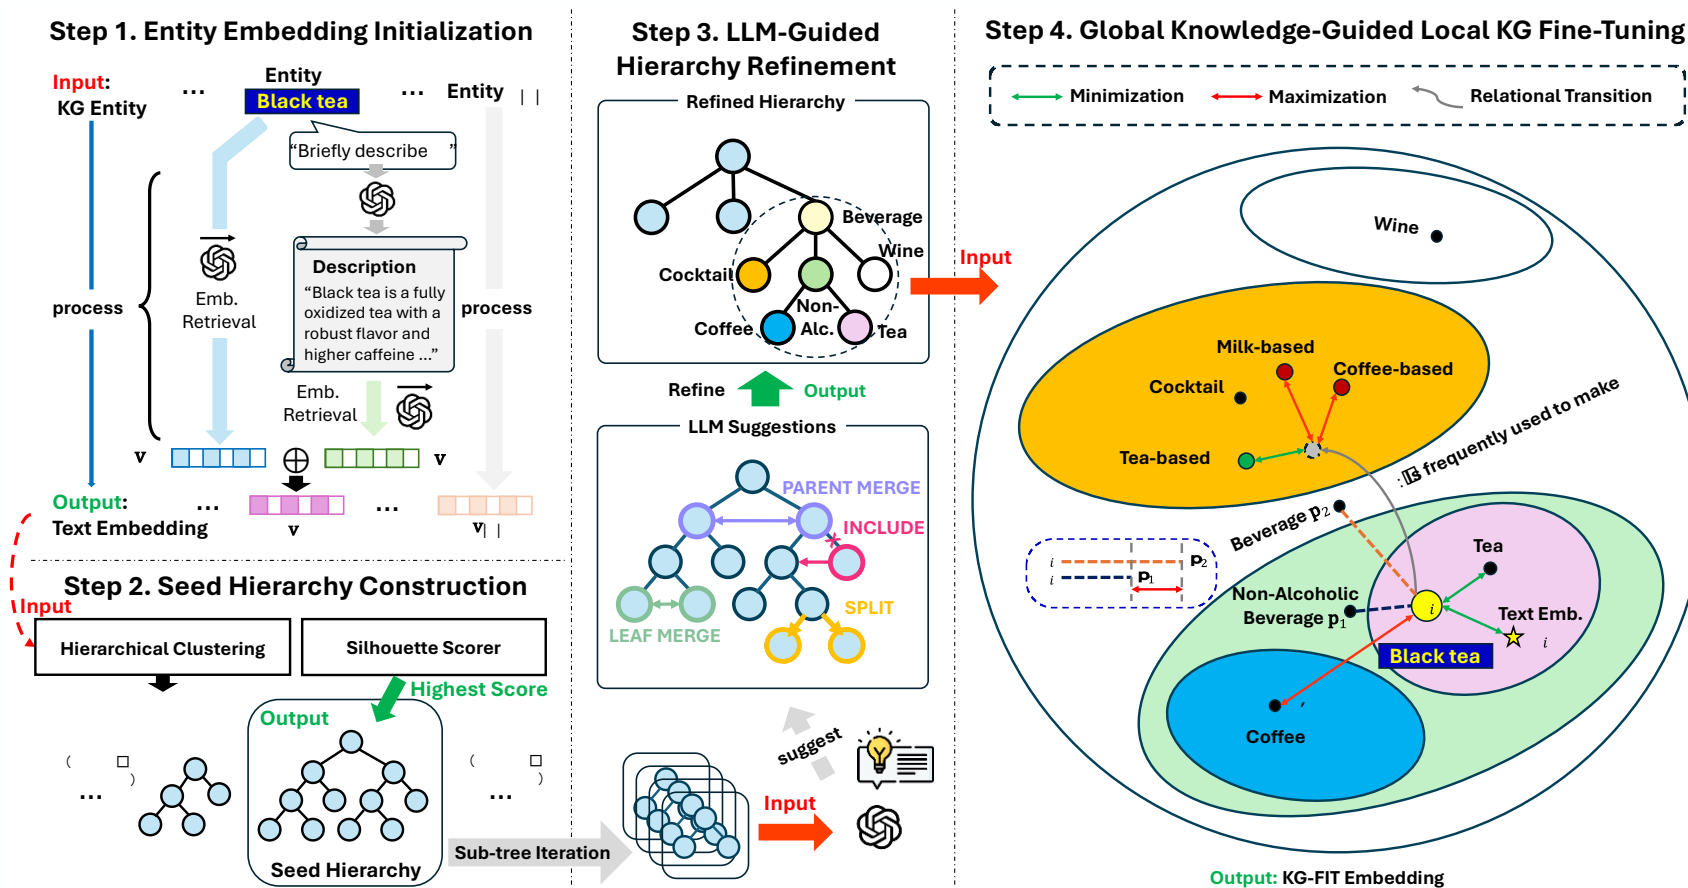 Step 1. Entity Embedding Initialization
Input:
KG Entity
...
Entity
Black tea
...
Entity | |
"Briefly describe ”
process
Emb.
Retrieval
Description
“Black tea is a fully
oxidized tea with a
robust flavor and
higher caffeine ...”
process
Emb.
Retrieval
v
v
Output:
Text Embedding
...
v
...
v| |
Step 2. Seed Hierarchy Construction
Input
Hierarchical Clustering
Silhouette Scorer
Highest Score
Output
( □
)
...
( □
)
...
Seed Hierarchy
Sub-tree Iteration
Step 3. LLM-Guided
Hierarchy Refinement
Refined Hierarchy
Beverage
Wine
Cocktail
Non-
Alc.
Coffee
Tea
Refine
Output
LLM Suggestions
PARENT MERGE
INCLUDE
SPLIT
LEAF MERGE
suggest
Input
Input
Step 4. Global Knowledge-Guided Local KG Fine-Tuning
Minimization
Maximization
Relational Transition
Wine
Milk-based
Coffee-based
Cocktail
Tea-based
Is frequently used to make
Beverage p2
i
p2
i
p1
Tea
Non-Alcoholic
Beverage p1
i
Text Emb.
i
Black tea
Coffee
Output: KG-FIT Embedding